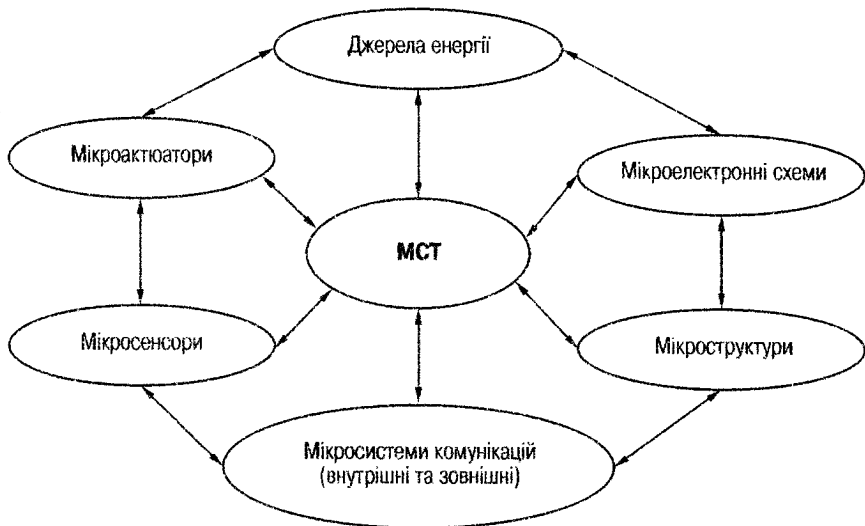 Джерела енергії
Мікроактюатори
Мікроелектронні схеми
МСТ
Мікросенсори
Мікроструктури
Мікросистеми комунікацій
(внутрішні та зовнішні)